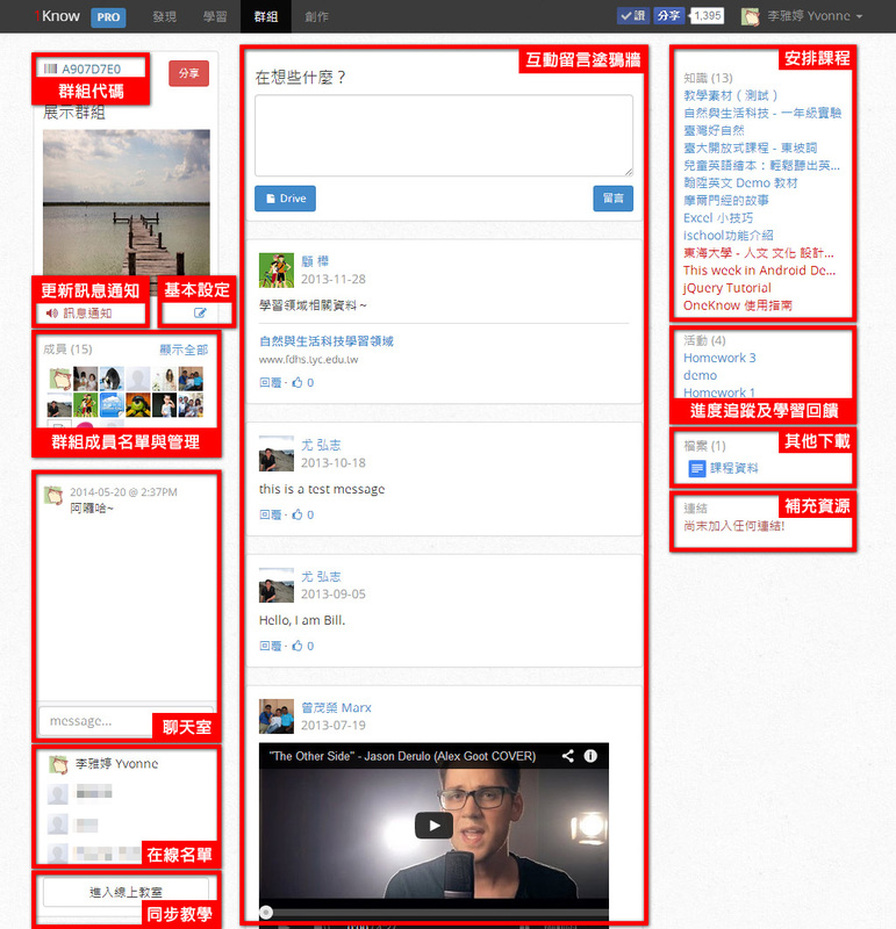 1Know PRO 發現 學習 群組 創作 讚 分享 1,395 李雅婷 Yvonne
A907D7E0
分享
群組代碼
展示群組
更新訊息通知
基本設定
訊息通知
成員 (15) 顯示全部
群組成員名單與管理
2014-05-20 @ 2:37PM
阿囉哈~
message...
聊天室
李雅婷 Yvonne
在線名單
進入線上教室
同步教學
互動留言塗鴉牆
在想些什麼？
Drive
留言
顧 樺
2013-11-28
學習領域相關資料~
自然與生活科技學習領域
www.fdhs.tyc.edu.tw
回覆 · 0
尤 弘志
2013-10-18
this is a test message
回覆 · 0
尤 弘志
2013-09-05
Hello, I am Bill.
回覆 · 0
曾茂榮 Marx
2013-07-19
"The Other Side" - Jason Derulo (Alex Goot COVER)
安排課程
知識 (13)
教學素材 ( 測試 )
自然與生活科技 - 一年級實驗
臺灣好自然
臺大開放式課程 - 東坡詞
兒童英語繪本：輕鬆聽出英...
翰陞英文 Demo 教材
摩爾門經的故事
Excel 小技巧
ischool功能介紹
東海大學 - 人文 文化 設計...
This week in Android De...
jQuery Tutorial
OneKnow 使用指南
活動 (4)
Homework 3
demo
Homework 1
進度追蹤及學習回饋
檔案 (1)
其他下載
課程資料
連結
補充資源
尚未加入任何連結!